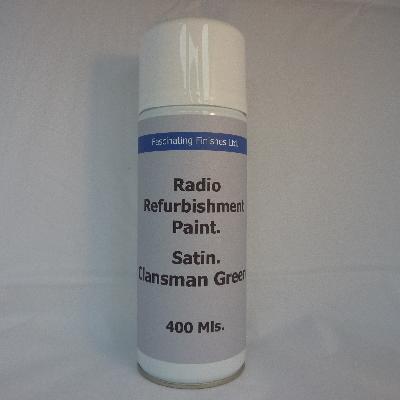 Fascinating Finishes Ltd.
Radio
Refurbishment
Paint.
Satin.
Clansman Green
400 Mls.